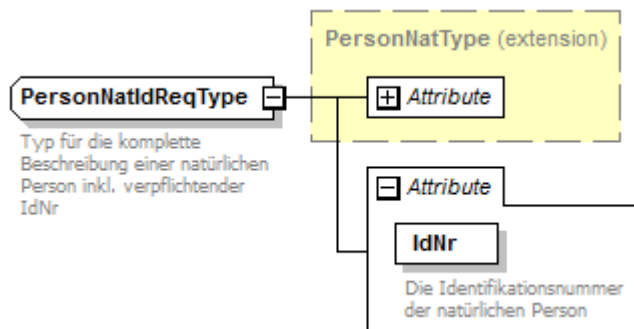 PersonNatType (extension)
PersonNatIdReqType
Attribute
Typ für die komplette
Beschreibung einer natürlichen
Person inkl. verpflichtender
IdNr
Attribute
IdNr
Die Identifikationsnummer
der natürlichen Person